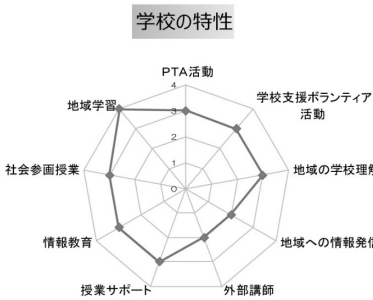 学校の特性
PTA活動
学校支援ボランティア
活動
地域の学校理解
地域への情報発信
外部講師
授業サポート
情報教育
社会参画授業
地域学習
4
3
2
1
0